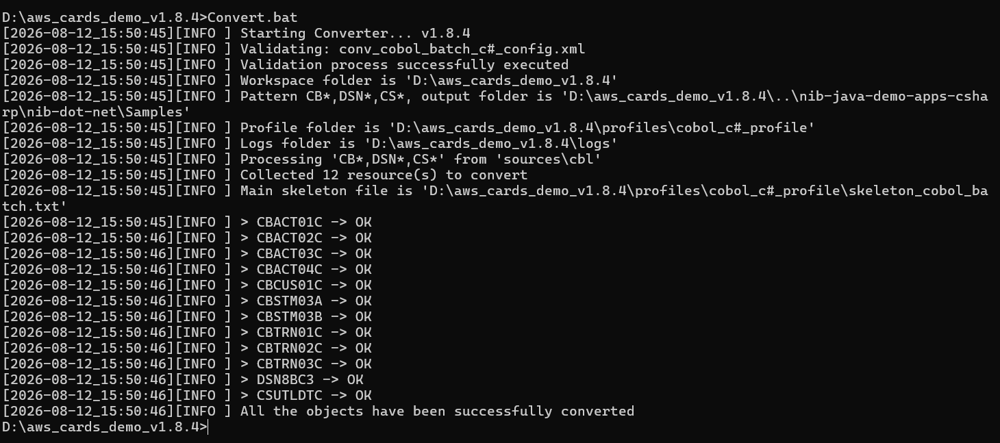 D:\aws_cards_demo_v1.8.4>Convert.bat
[2026-08-12_15:50:45][INFO ] Starting Converter... v1.8.4
[2026-08-12_15:50:45][INFO ] Validating: conv_cobol_batch_c#_config.xml
[2026-08-12_15:50:45][INFO ] Validation process successfully executed
[2026-08-12_15:50:45][INFO ] Workspace folder is 'D:\aws_cards_demo_v1.8.4'
[2026-08-12_15:50:45][INFO ] Pattern CB*,DSN*,CS*, output folder is 'D:\aws_cards_demo_v1.8.4\..\nib-java-demo-apps-csha
rp\nib-dot-net\Samples'
[2026-08-12_15:50:45][INFO ] Profile folder is 'D:\aws_cards_demo_v1.8.4\profiles\cobol_c#_profile'
[2026-08-12_15:50:45][INFO ] Logs folder is 'D:\aws_cards_demo_v1.8.4\logs'
[2026-08-12_15:50:45][INFO ] Processing 'CB*,DSN*,CS*' from 'sources\cbl'
[2026-08-12_15:50:45][INFO ] Collected 12 resource(s) to convert
[2026-08-12_15:50:45][INFO ] Main skeleton file is 'D:\aws_cards_demo_v1.8.4\profiles\cobol_c#_profile\skeleton_cobol_ba
tch.txt'
[2026-08-12_15:50:45][INFO ] > CBACT01C -> OK
[2026-08-12_15:50:46][INFO ] > CBACT02C -> OK
[2026-08-12_15:50:46][INFO ] > CBACT03C -> OK
[2026-08-12_15:50:46][INFO ] > CBACT04C -> OK
[2026-08-12_15:50:46][INFO ] > CBCUS01C -> OK
[2026-08-12_15:50:46][INFO ] > CBSTM03A -> OK
[2026-08-12_15:50:46][INFO ] > CBSTM03B -> OK
[2026-08-12_15:50:46][INFO ] > CBTRN01C -> OK
[2026-08-12_15:50:46][INFO ] > CBTRN02C -> OK
[2026-08-12_15:50:46][INFO ] > CBTRN03C -> OK
[2026-08-12_15:50:46][INFO ] > DSN8BC3 -> OK
[2026-08-12_15:50:46][INFO ] > CSUTLDTC -> OK
[2026-08-12_15:50:46][INFO ] All the objects have been successfully converted
D:\aws_cards_demo_v1.8.4>